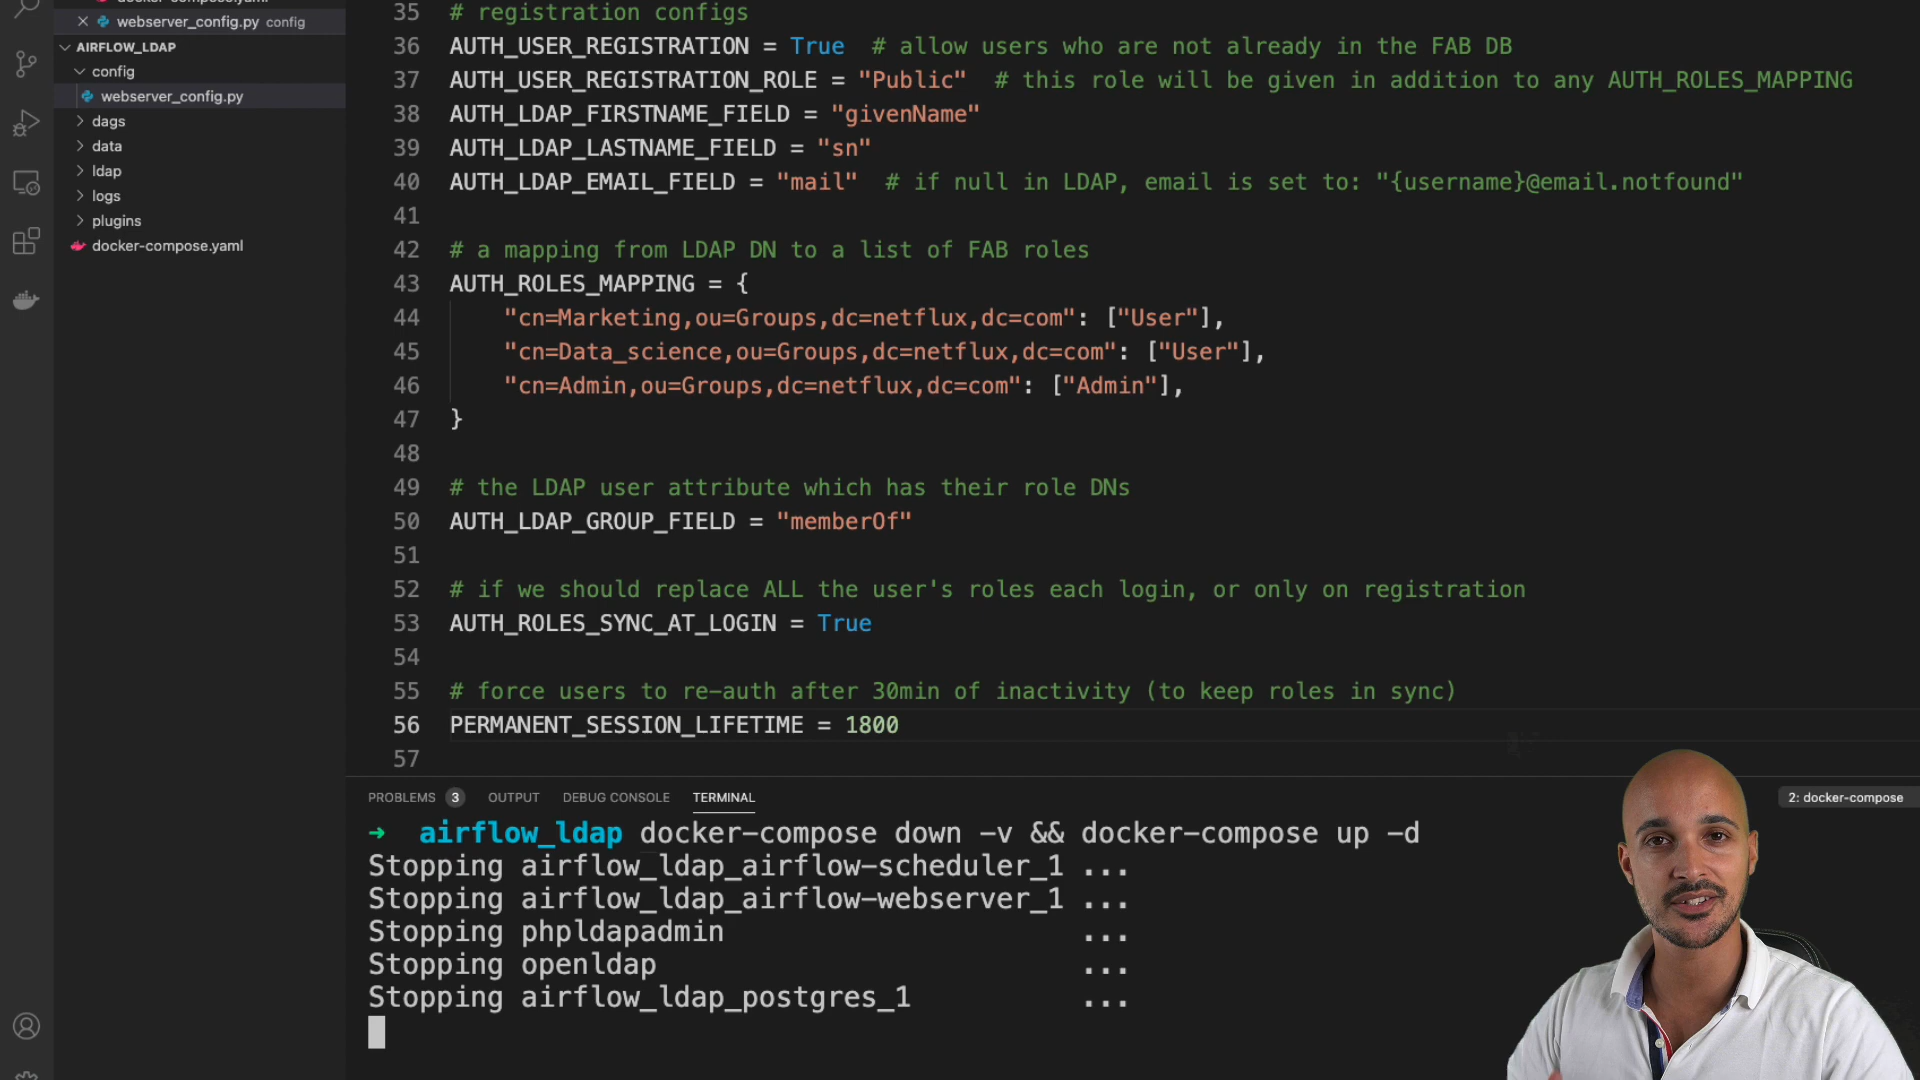 docker-compose.yaml
webserver_config.py config
AIRFLOW_LDAP
config
webserver_config.py
dags
data
ldap
logs
plugins
docker-compose.yaml
35 # registration configs
36 AUTH_USER_REGISTRATION = True # allow users who are not already in the FAB DB
37 AUTH_USER_REGISTRATION_ROLE = "Public" # this role will be given in addition to any AUTH_ROLES_MAPPING
38 AUTH_LDAP_FIRSTNAME_FIELD = "givenName"
39 AUTH_LDAP_LASTNAME_FIELD = "sn"
40 AUTH_LDAP_EMAIL_FIELD = "mail" # if null in LDAP, email is set to: "{username}@email.notfound"
41
42 # a mapping from LDAP DN to a list of FAB roles
43 AUTH_ROLES_MAPPING = {
44 "cn=Marketing,ou=Groups,dc=netflux,dc=com": ["User"],
45 "cn=Data_science,ou=Groups,dc=netflux,dc=com": ["User"],
46 "cn=Admin,ou=Groups,dc=netflux,dc=com": ["Admin"],
47 }
48
49 # the LDAP user attribute which has their role DNs
50 AUTH_LDAP_GROUP_FIELD = "memberOf"
51
52 # if we should replace ALL the user's roles each login, or only on registration
53 AUTH_ROLES_SYNC_AT_LOGIN = True
54
55 # force users to re-auth after 30min of inactivity (to keep roles in sync)
56 PERMANENT_SESSION_LIFETIME = 1800
57
PROBLEMS 3 OUTPUT DEBUG CONSOLE TERMINAL 2: docker-compose
→ airflow_ldap docker-compose down -v && docker-compose up -d
Stopping airflow_ldap_airflow-scheduler_1 ...
Stopping airflow_ldap_airflow-webserver_1 ...
Stopping phpldapadmin ...
Stopping openldap ...
Stopping airflow_ldap_postgres_1 ...